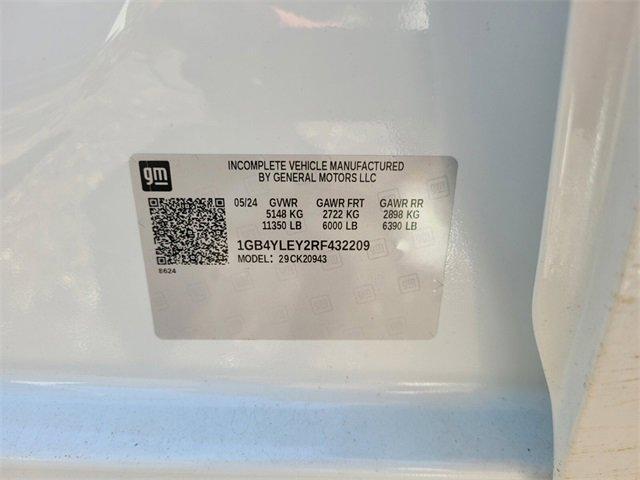 gm
INCOMPLETE VEHICLE MANUFACTURED
BY GENERAL MOTORS LLC
05/24 GVWR GAWR FRT GAWR RR
5148 KG 2722 KG 2898 KG
11350 LB 6000 LB 6390 LB
1GB4YLEY2RF432209
MODEL: 29CK20943
8624